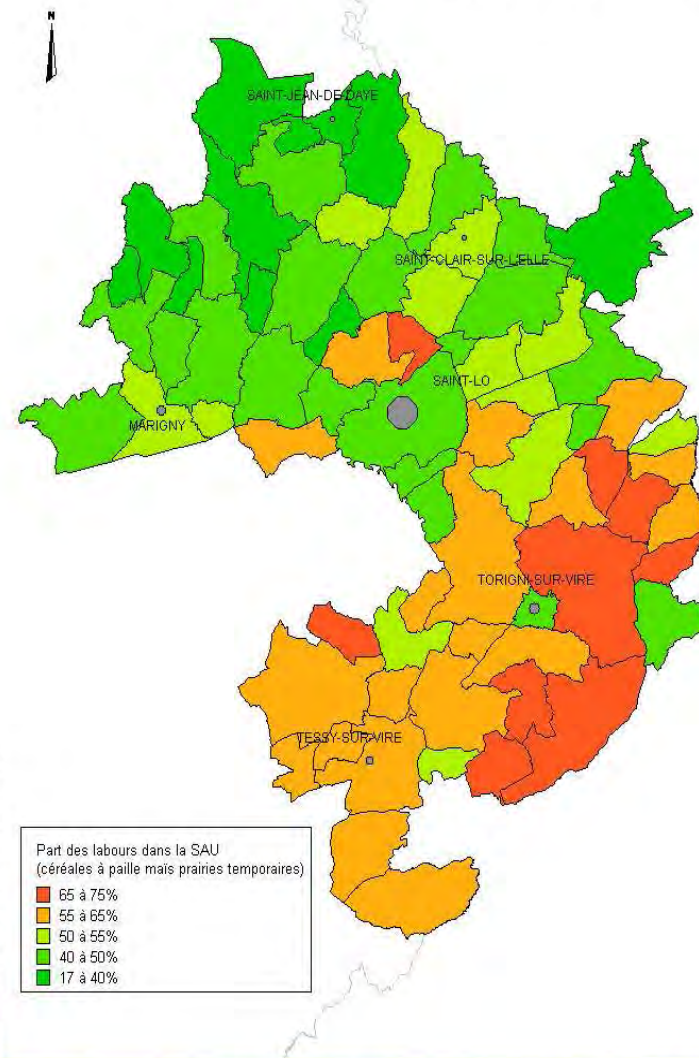 N
SAINT-JEAN-DE-DAYE
SAINT-CLAIR-SUR-L'ELLE
SAINT-LO
MARIGNY
TORIGNI-SUR-VIRE
TESSY-SUR-VIRE
Part des labours dans la SAU
(céréales à paille maïs prairies temporaires)
65 à 75%
55 à 65%
50 à 55%
40 à 50%
17 à 40%